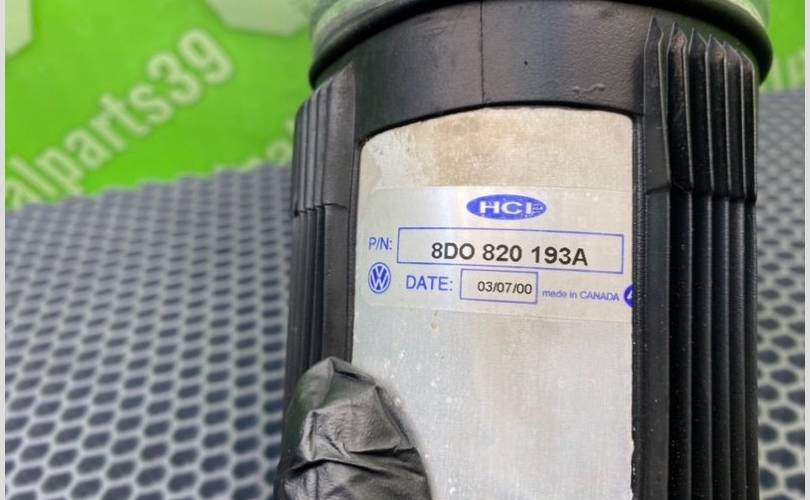 alparts39
HCI
P/N: 8DO 820 193A
DATE: 03/07/00 made in CANADA